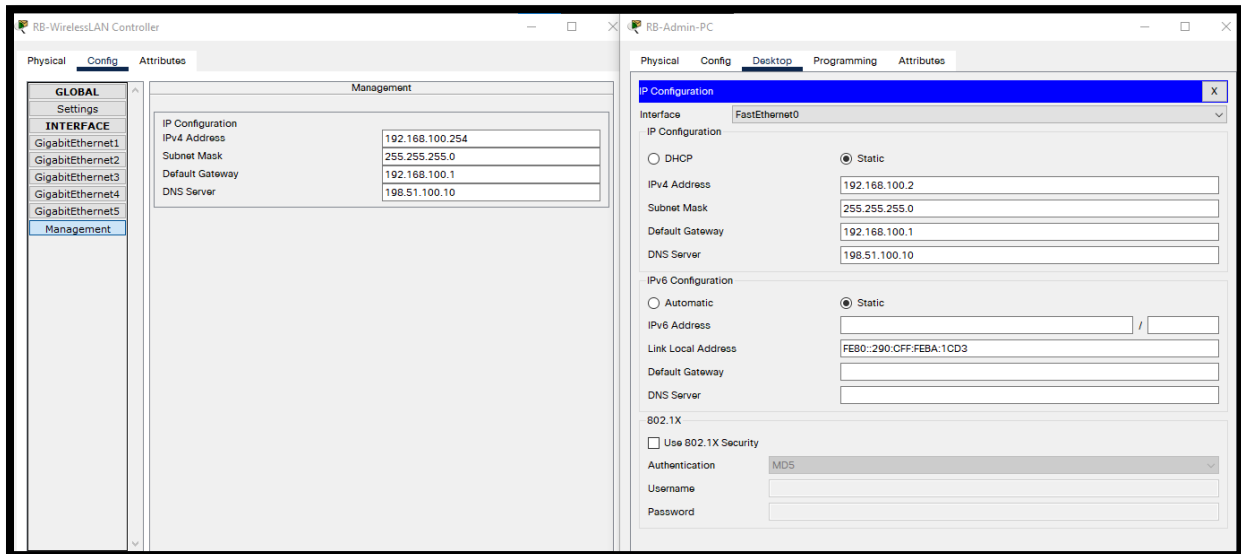 RB-WirelessLAN Controller
Physical Config Attributes
GLOBAL
Settings
INTERFACE
GigabitEthernet1
GigabitEthernet2
GigabitEthernet3
GigabitEthernet4
GigabitEthernet5
Management
Management
IP Configuration
IPv4 Address 192.168.100.254
Subnet Mask 255.255.255.0
Default Gateway 192.168.100.1
DNS Server 198.51.100.10
RB-Admin-PC
Physical Config Desktop Programming Attributes
IP Configuration X
Interface FastEthernet0
IP Configuration
DHCP Static
IPv4 Address 192.168.100.2
Subnet Mask 255.255.255.0
Default Gateway 192.168.100.1
DNS Server 198.51.100.10
IPv6 Configuration
Automatic Static
IPv6 Address /
Link Local Address FE80::290:CFF:FEBA:1CD3
Default Gateway
DNS Server
802.1X
Use 802.1X Security
Authentication MD5
Username
Password